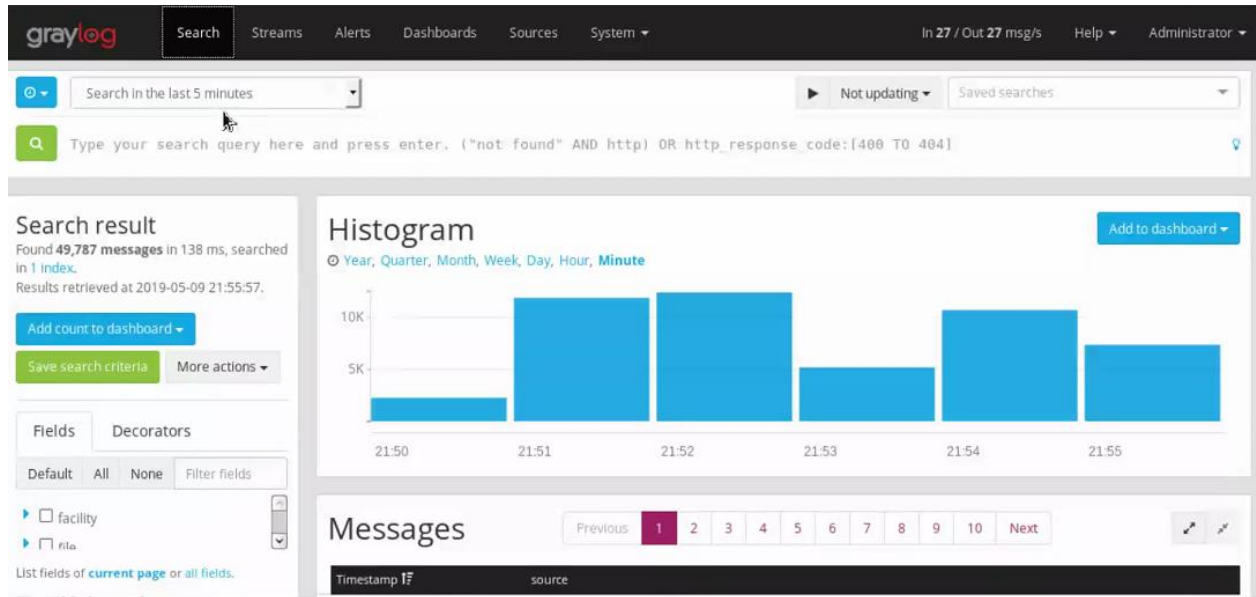 graylog Search Streams Alerts Dashboards Sources System In 27 / Out 27 msg/s Help Administrator
Search in the last 5 minutes Not updating Saved searches
Type your search query here and press enter. ("not found" AND http) OR http_response_code:[400 TO 404]
Search result
Found 49,787 messages in 138 ms, searched
in 1 index.
Results retrieved at 2019-05-09 21:55:57.
Add count to dashboard
Save search criteria More actions
Fields Decorators
Default All None Filter fields
facility
file
List fields of current page or all fields.
Histogram
Add to dashboard
Year, Quarter, Month, Week, Day, Hour, Minute
10K
5K
21:50 21:51 21:52 21:53 21:54 21:55
Messages
Previous 1 2 3 4 5 6 7 8 9 10 Next
Timestamp source